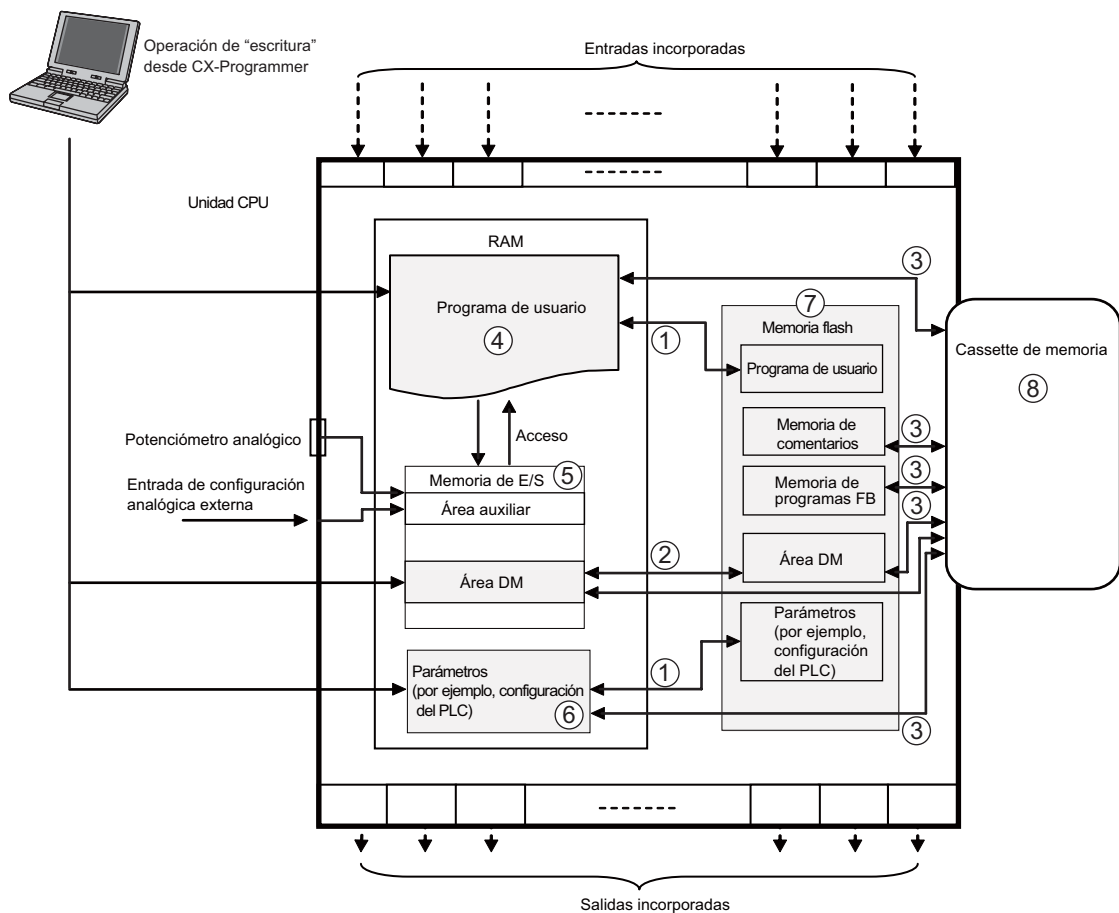 Operación de “escritura”
desde CX-Programmer
Entradas incorporadas
Unidad CPU
RAM
Programa de usuario
④
①
③
⑦
Memoria flash
Programa de usuario
Cassette de memoria
⑧
Memoria de
comentarios
③
Acceso
Potenciómetro analógico
Memoria de E/S
⑤
Memoria de
programas FB
③
Entrada de configuración
analógica externa
Área auxiliar
③
②
Área DM
Área DM
Parámetros
(por ejemplo,
configuración
del PLC)
Parámetros
(por ejemplo, configuración
del PLC)
⑥
①
③
Salidas incorporadas